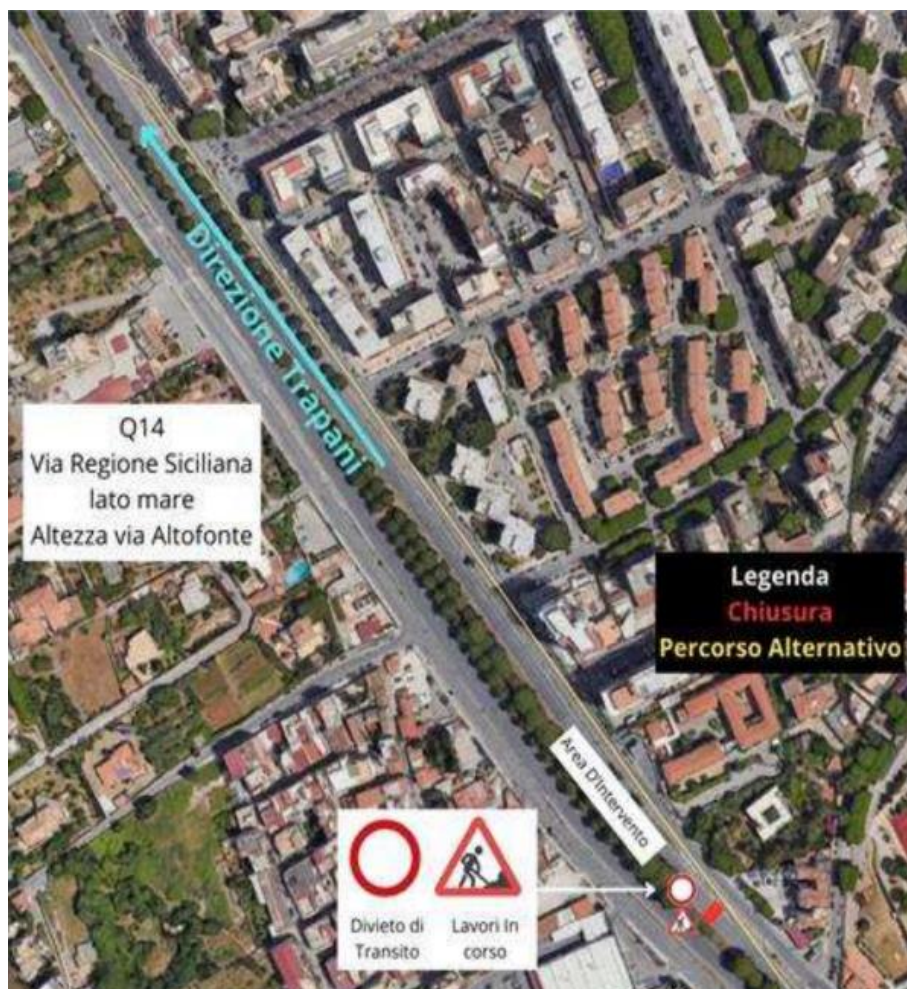 Direzione Trapani
Q14
Via Regione Siciliana
lato mare
Altezza via Altofonte
Legenda
Chiusura
Percorso Alternativo
Area D'Intervento
Divieto di
Transito
Lavori In
corso